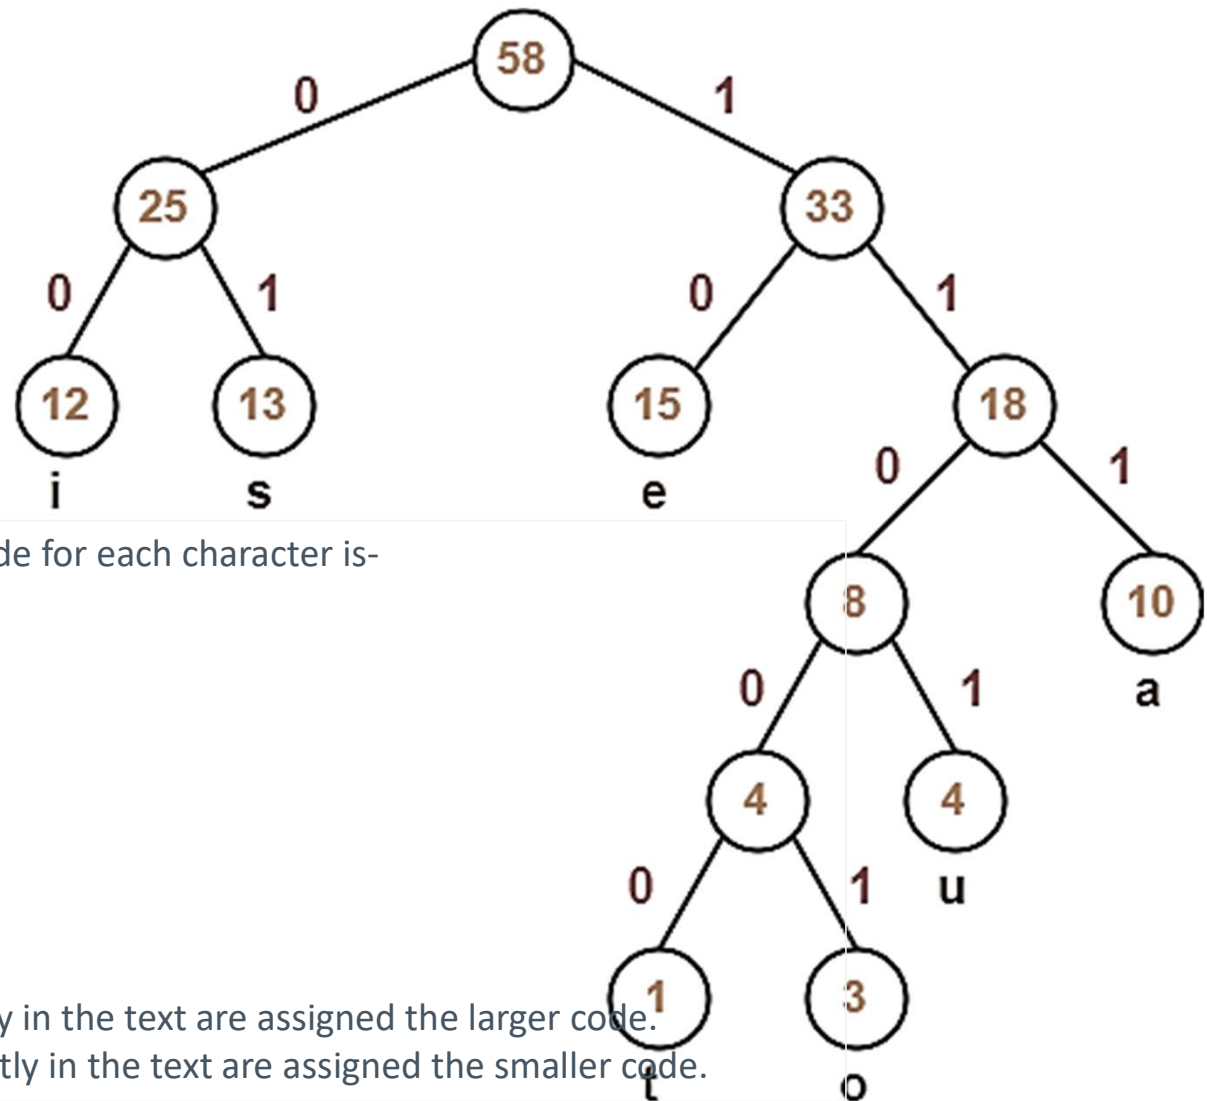 58
0 1
25 33
0 1 0 1
12 13 15 18
i s e
0 1
de for each character is-
8 10
a
0 1
4 4
u
0 1
1 3
y in the text are assigned the larger code.
tly in the text are assigned the smaller code.
t o